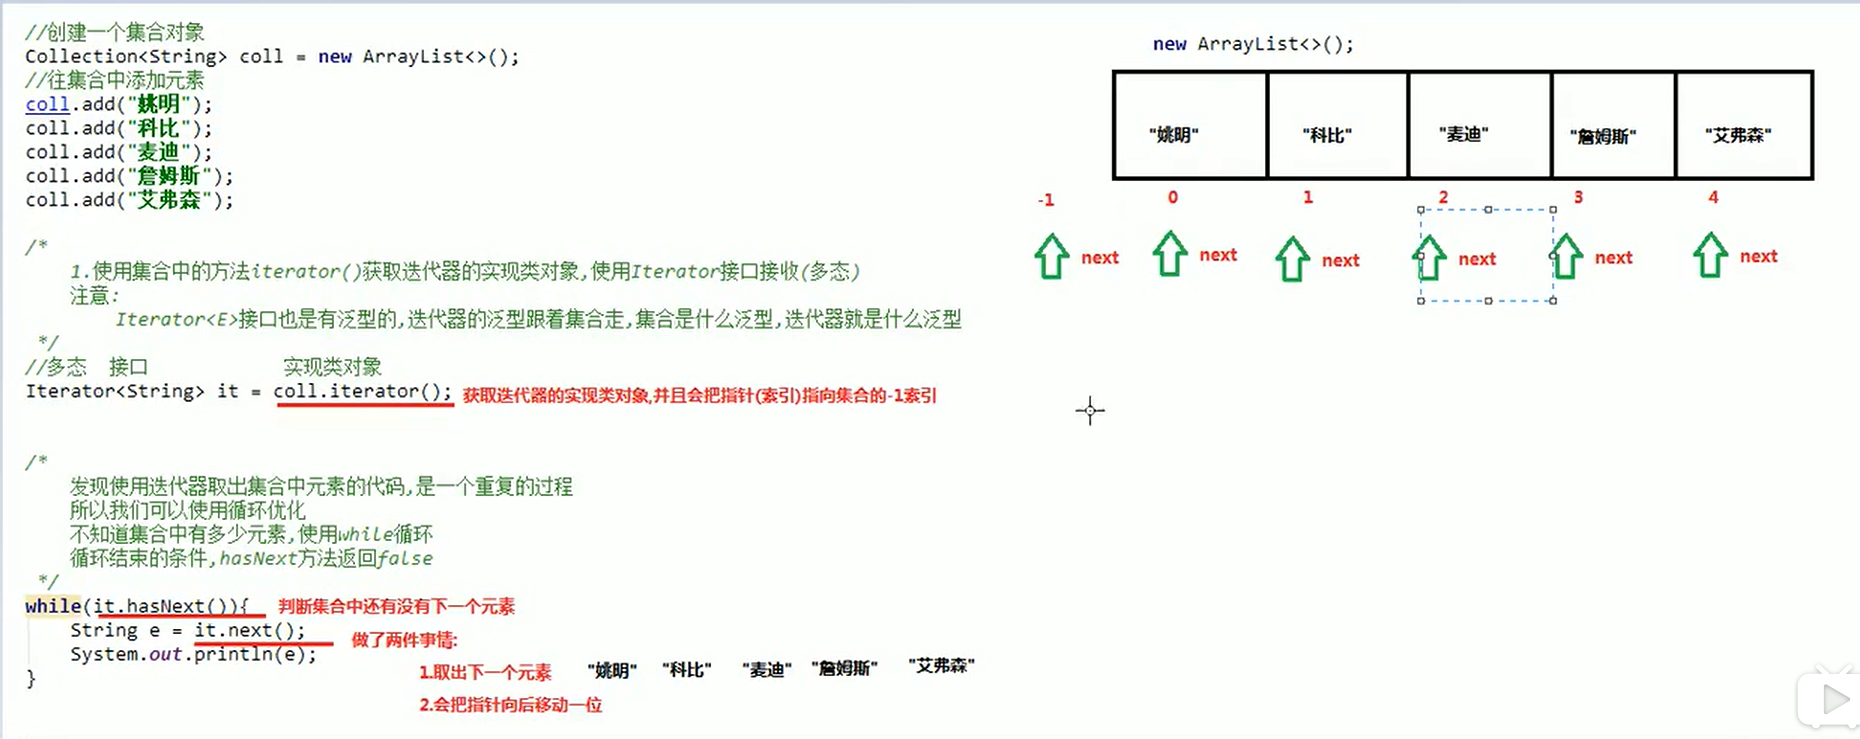 //创建一个集合对象
Collection<String> coll = new ArrayList<>();
//往集合中添加元素
coll.add("姚明");
coll.add("科比");
coll.add("麦迪");
coll.add("詹姆斯");
coll.add("艾弗森");
/*
1.使用集合中的方法iterator()获取迭代器的实现类对象,使用Iterator接口接收(多态)
注意:
Iterator<E>接口也是有泛型的,迭代器的泛型跟着集合走,集合是什么泛型,迭代器就是什么泛型
*/
//多态 接口 实现类对象
Iterator<String> it = coll.iterator(); 获取迭代器的实现类对象,并且会把指针(索引)指向集合的-1索引
/*
发现使用迭代器取出集合中元素的代码,是一个重复的过程
所以我们可以使用循环优化
不知道集合中有多少元素,使用while循环
循环结束的条件,hasNext方法返回false
*/
while(it.hasNext()){ 判断集合中还有没有下一个元素
String e = it.next(); 做了两件事情:
System.out.println(e);
1.取出下一个元素 "姚明" "科比" "麦迪" "詹姆斯" "艾弗森"
}
2.会把指针向后移动一位
new ArrayList<>();
"姚明" "科比" "麦迪" "詹姆斯" "艾弗森"
-1 0 1 2 3 4
next next next next next next